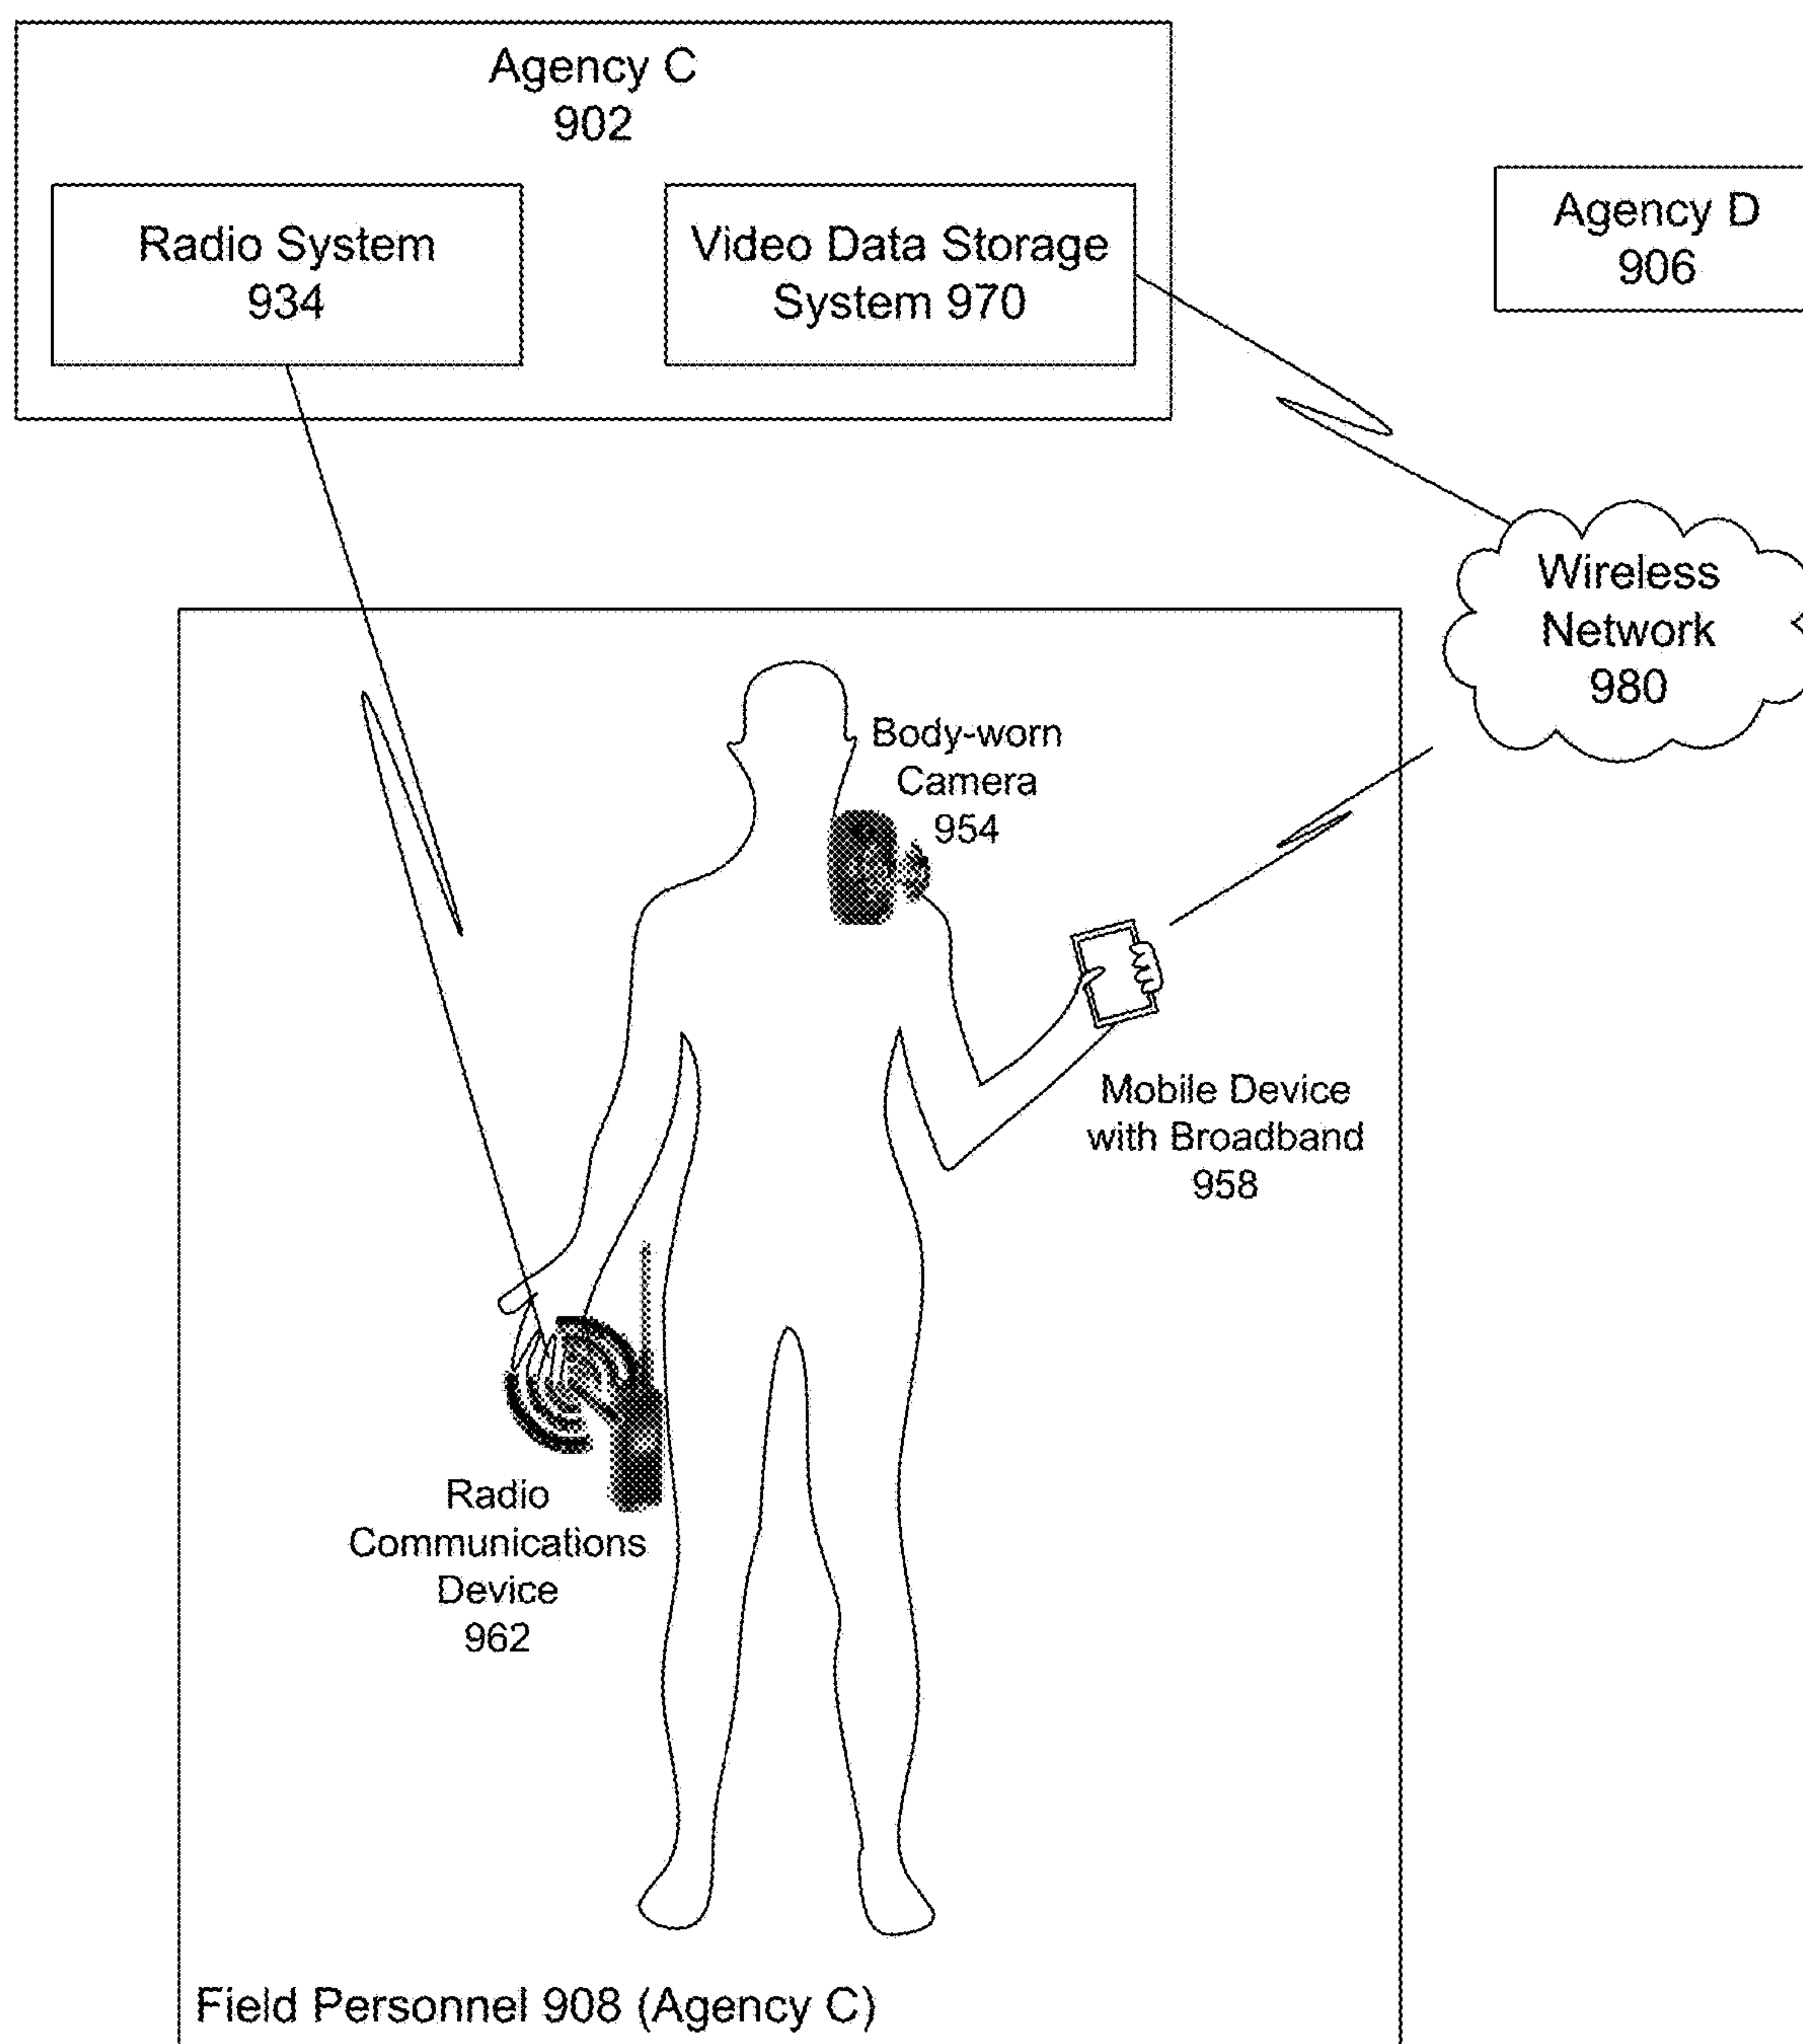 Agency C
902
Radio System
934
Video Data Storage
System 970
Agency D
906
Wireless
Network
980
Body-worn
Camera
954
Mobile Device
with Broadband
958
Radio
Communications
Device
962
Field Personnel 908 (Agency C)